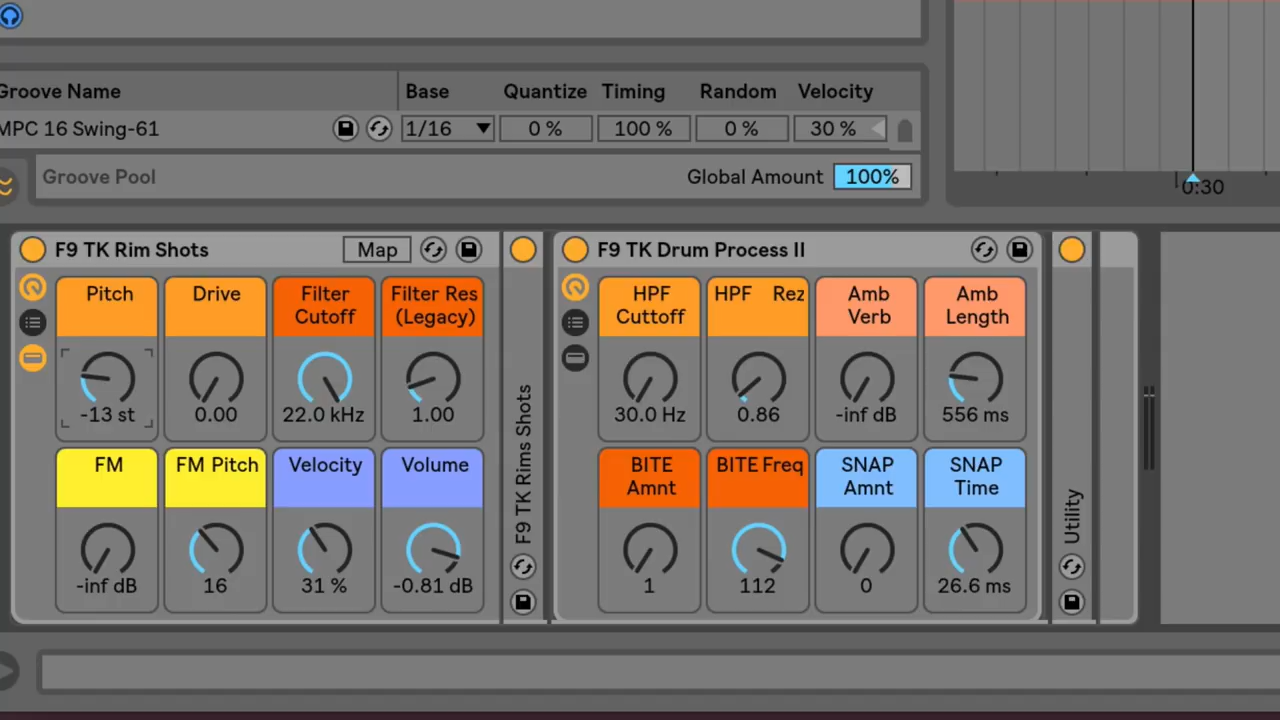 Groove Name Base Quantize Timing Random Velocity
MPC 16 Swing-61 1/16 0 % 100 % 0 % 30 %
Groove Pool Global Amount 100%
0:30
F9 TK Rim Shots Map
Pitch Drive Filter Cutoff Filter Res (Legacy)
-13 st 0.00 22.0 kHz 1.00
FM FM Pitch Velocity Volume
-inf dB 16 31 % -0.81 dB
F9 TK Rims Shots
F9 TK Drum Process II
HPF Cuttoff HPF Rez Amb Verb Amb Length
30.0 Hz 0.86 -inf dB 556 ms
BITE Amnt BITE Freq SNAP Amnt SNAP Time
1 112 0 26.6 ms
Utility